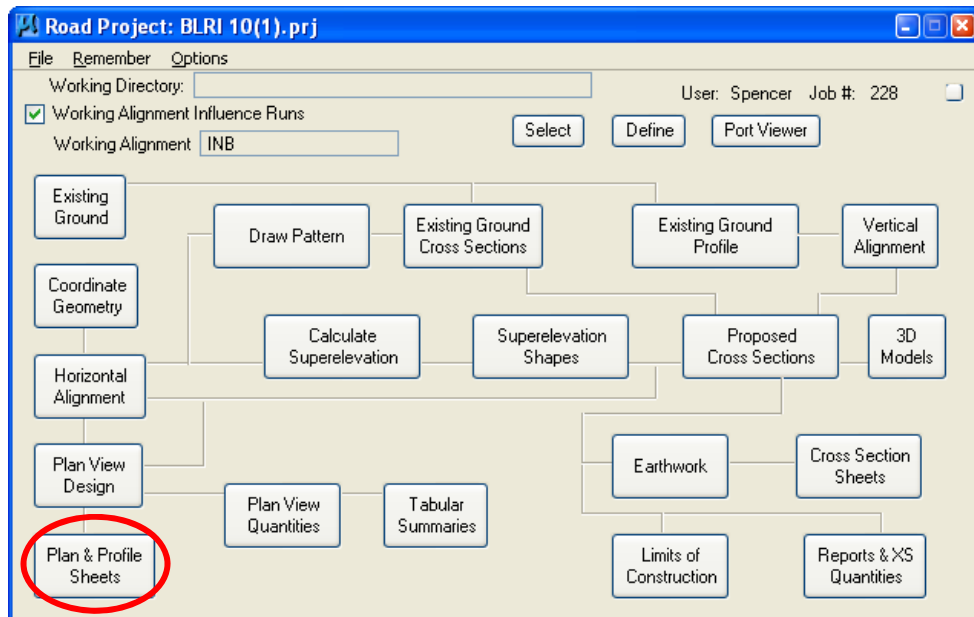 Road Project: BLRI 10(1).prj
File Remember Options
Working Directory:
User: Spencer Job #: 228
Working Alignment Influence Runs
Working Alignment INB
Select
Define
Port Viewer
Existing
Ground
Draw Pattern
Existing Ground
Cross Sections
Existing Ground
Profile
Vertical
Alignment
Coordinate
Geometry
Calculate
Superelevation
Superelevation
Shapes
Proposed
Cross Sections
3D
Models
Horizontal
Alignment
Plan View
Design
Earthwork
Cross Section
Sheets
Plan View
Quantities
Tabular
Summaries
Plan & Profile
Sheets
Limits of
Construction
Reports & XS
Quantities